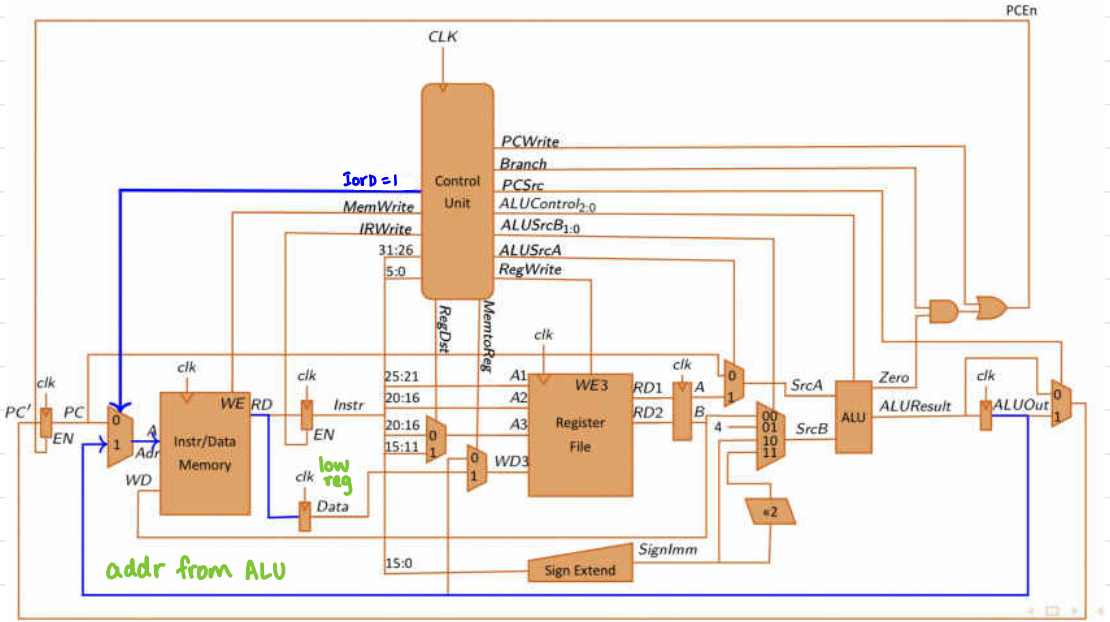 PCEn
CLK
Control
Unit
PCWrite
Branch
PCSrc
ALUControl2:0
ALUSrcB1:0
ALUSrcA
RegWrite
IorD = 1
MemWrite
IRWrite
31:26
5:0
RegDst
MemtoReg
clk
PC′
PC
EN
0
1
A
Adr
clk
WE
RD
Instr/Data
Memory
WD
clk
Instr
EN
low
reg
clk
Data
25:21
20:16
20:16
15:11
15:0
0
1
0
1
clk
A1
A2
A3
WD3
WE3
Register
File
RD1
RD2
clk
A
B
4
0
1
00
01
10
11
SrcA
SrcB
ALU
Zero
ALUResult
clk
ALUOut
0
1
«2
SignImm
Sign Extend
addr from ALU